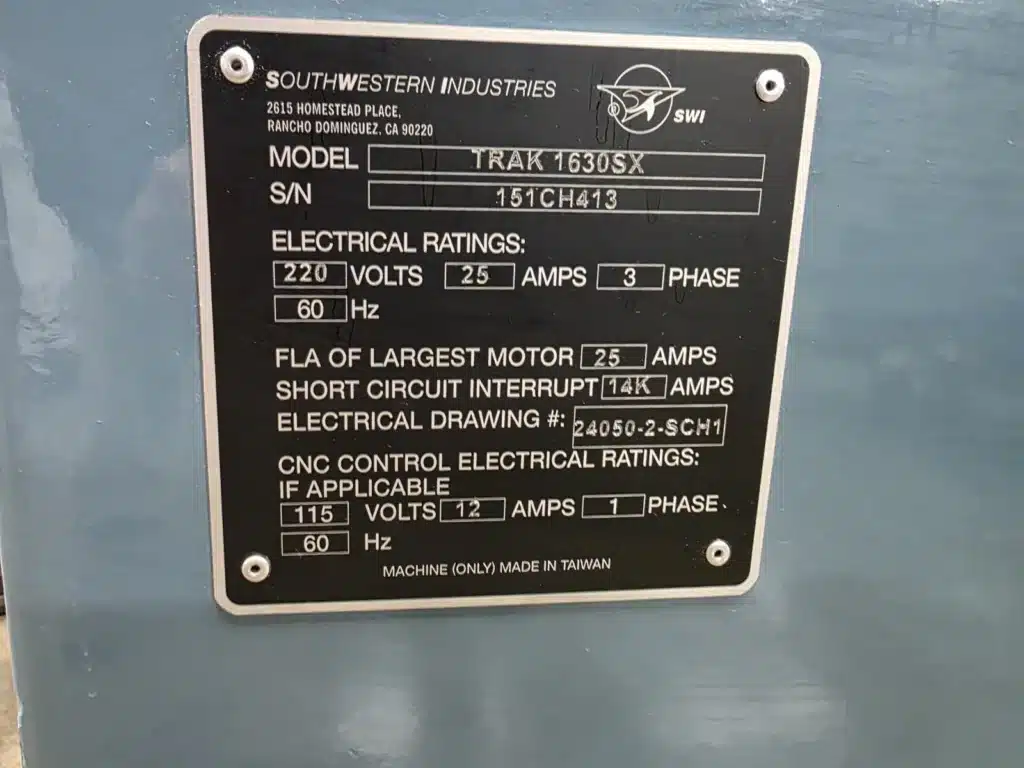 SOUTHWESTERN INDUSTRIES
2615 HOMESTEAD PLACE,
RANCHO DOMINGUEZ, CA 90220
SWI
MODEL TRAK 1630SX
S/N 151CH413
ELECTRICAL RATINGS:
220 VOLTS 25 AMPS 3 PHASE
60 Hz
FLA OF LARGEST MOTOR 25 AMPS
SHORT CIRCUIT INTERRUPT 14K AMPS
ELECTRICAL DRAWING #: 24050-2-SCH1
CNC CONTROL ELECTRICAL RATINGS:
IF APPLICABLE
115 VOLTS 12 AMPS 1 PHASE
60 Hz
MACHINE (ONLY) MADE IN TAIWAN